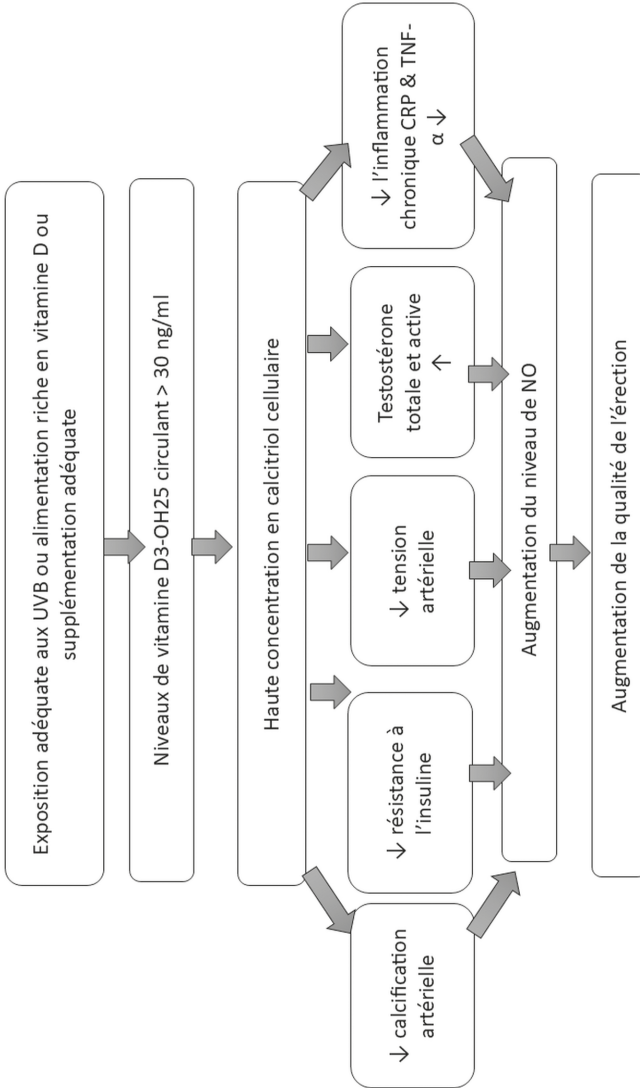 Exposition adéquate aux UVB ou alimentation riche en vitamine D ou
supplémentation adéquate
Niveaux de vitamine D3-OH25 circulant > 30 ng/ml
Haute concentration en calcitriol cellulaire
↓ calcification
artérielle
↓ résistance à
l'insuline
↓ tension
artérielle
Testostérone
totale et active
↑
↓ l'inflammation
chronique CRP & TNF-
α ↓
Augmentation du niveau de NO
Augmentation de la qualité de l'érection